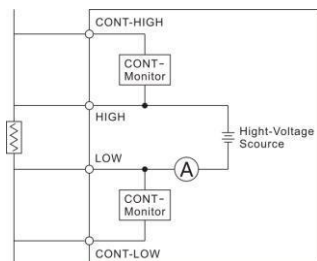 CONT-HIGH
CONT-
Monitor
HIGH
Hight-Voltage
Scource
LOW
A
CONT-
Monitor
CONT-LOW